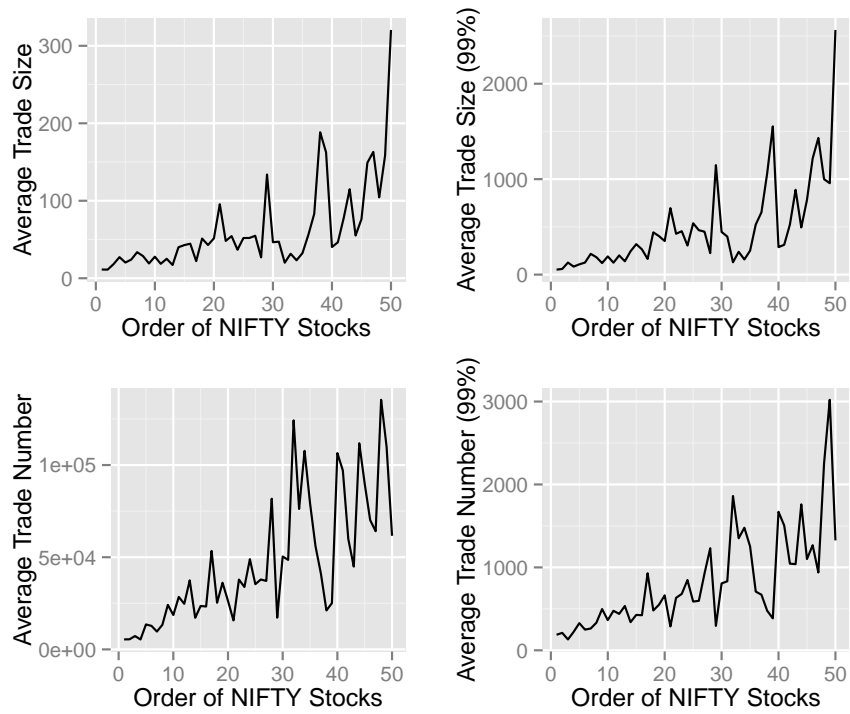 Average Trade Size
300
200
100
0
0 10 20 30 40 50
Order of NIFTY Stocks
Average Trade Size (99%)
2000
1000
0
0 10 20 30 40 50
Order of NIFTY Stocks
Average Trade Number
1e+05
5e+04
0e+00
0 10 20 30 40 50
Order of NIFTY Stocks
Average Trade Number (99%)
3000
2000
1000
0
0 10 20 30 40 50
Order of NIFTY Stocks